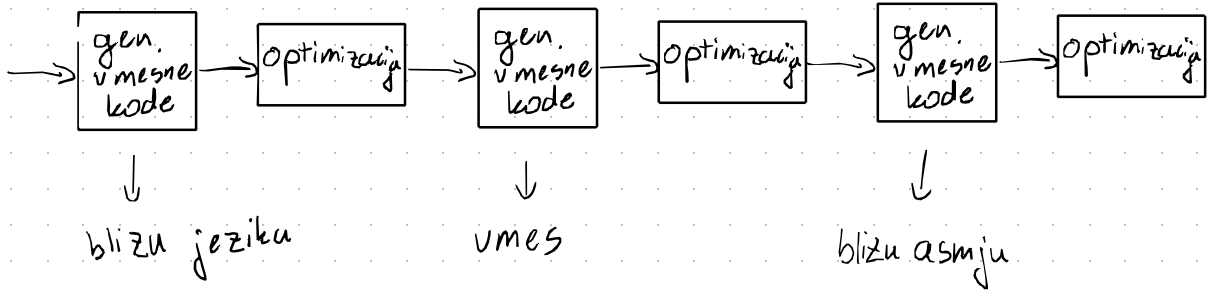 gen.
vmesne
kode
optimizacija
gen.
vmesne
kode
optimizacija
gen.
vmesne
kode
optimizacija
blizu jeziku
vmes
blizu asmju